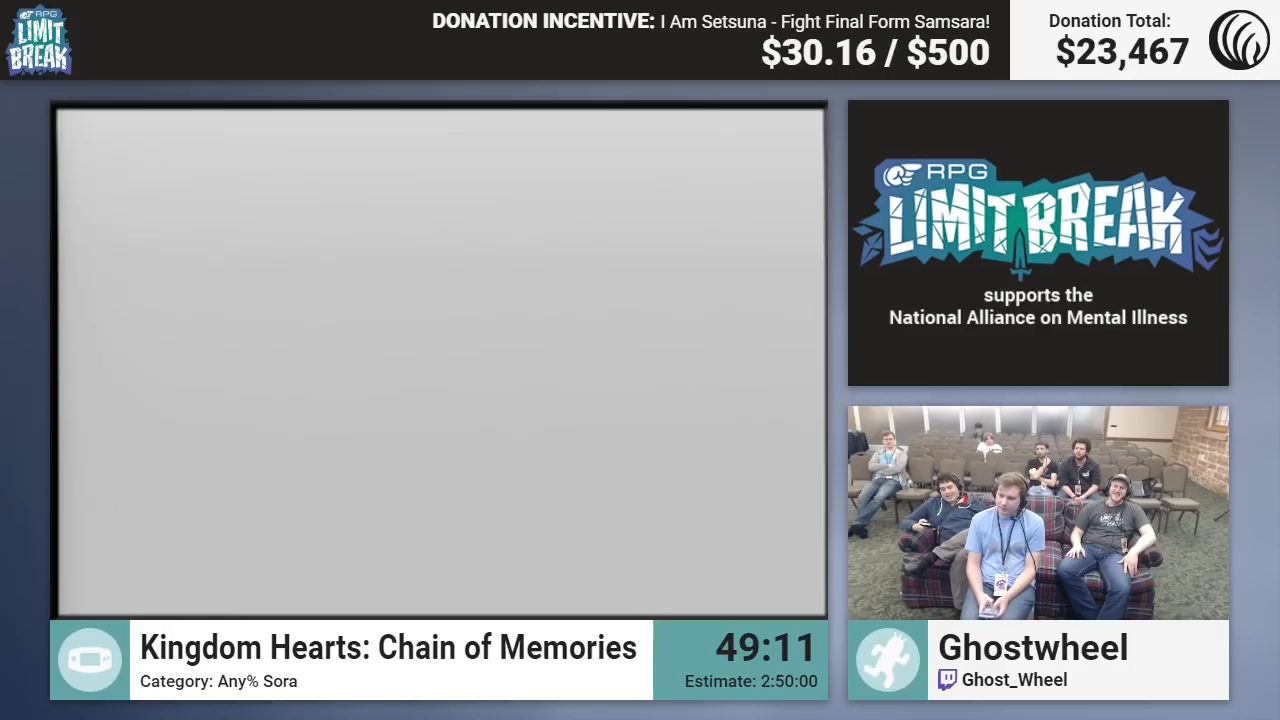 RPG
LIMIT
BREAK
DONATION INCENTIVE: I Am Setsuna - Fight Final Form Samsara!
$30.16 / $500
Donation Total:
$23,467
RPG
LIMIT BREAK
supports the
National Alliance on Mental Illness
Kingdom Hearts: Chain of Memories
Category: Any% Sora
49:11
Estimate: 2:50:00
Ghostwheel
Ghost_Wheel